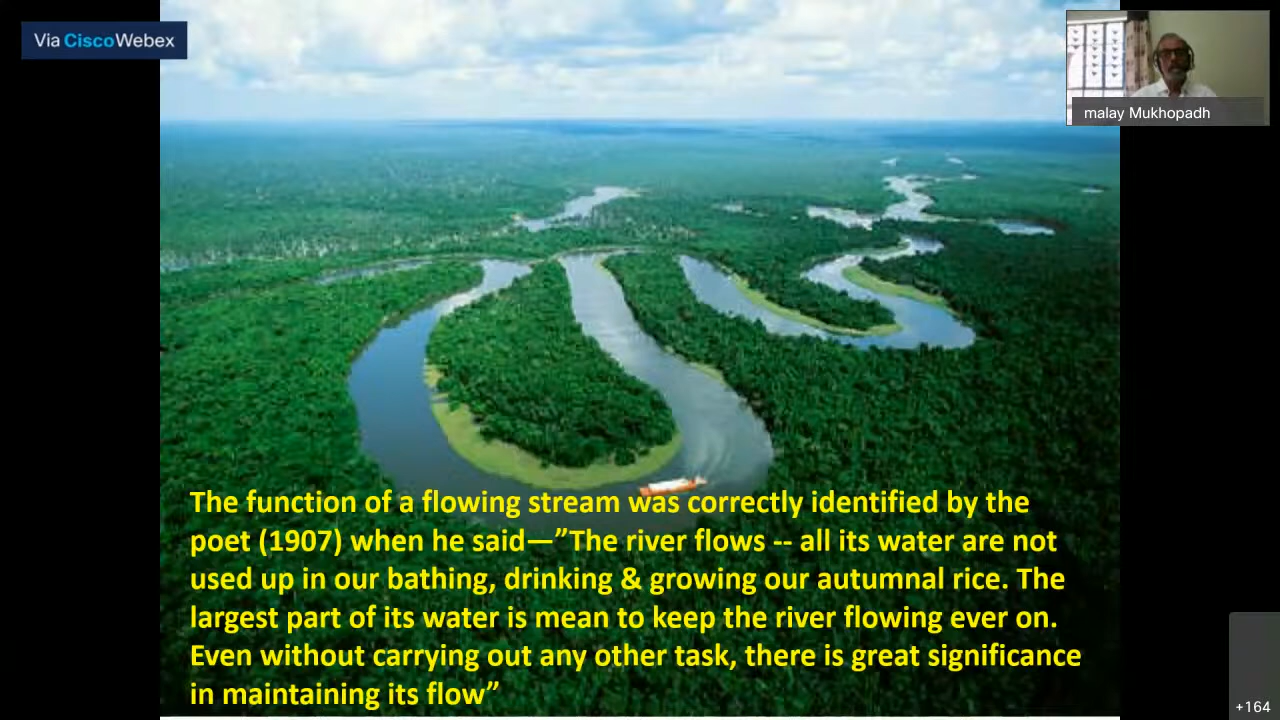 Via CiscoWebex
malay Mukhopadh
The function of a flowing stream was correctly identified by the
poet (1907) when he said—”The river flows -- all its water are not
used up in our bathing, drinking & growing our autumnal rice. The
largest part of its water is mean to keep the river flowing ever on.
Even without carrying out any other task, there is great significance
in maintaining its flow”
+164